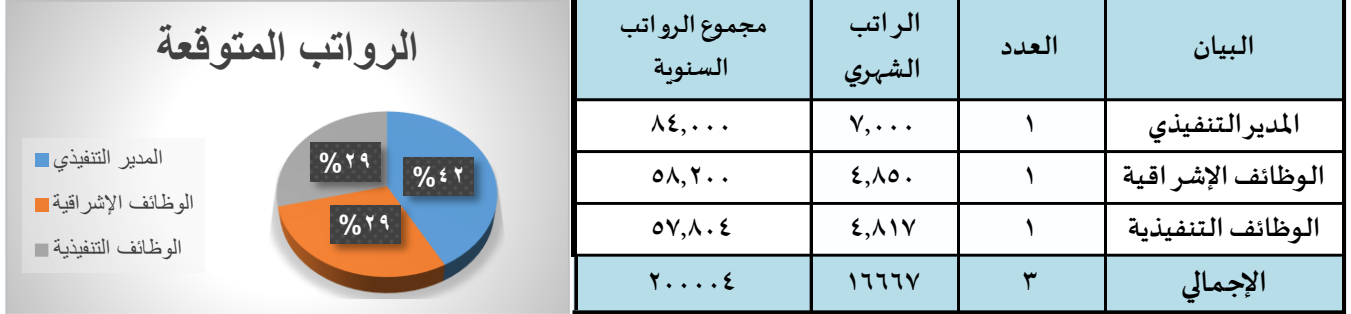 البيان العدد الراتب الشهري مجموع الرواتب السنوية
المدير التنفيذي ١ ٧,٠٠٠ ٨٤,٠٠٠
الوظائف الإشراقية ١ ٤,٨٥٠ ٥٨,٢٠٠
الوظائف التنفيذية ١ ٤,٨١٧ ٥٧,٨٠٤
الإجمالي ٣ ١٦٦٦٧ ٢٠٠٠٠٤
الرواتب المتوقعة
%٤٢
%٢٩
%٢٩
المدير التنفيذي
الوظائف الإشراقية
الوظائف التنفيذية